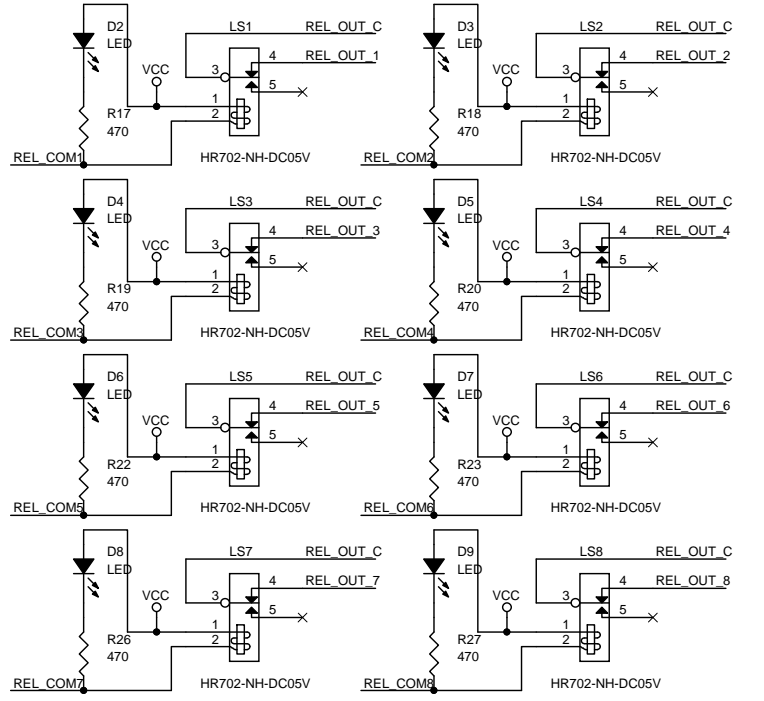 D2 LS1 REL_OUT_C
LED
4 REL_OUT_1
VCC 3
5
1
R17 2
470
REL_COM1 HR702-NH-DC05V
D3 LS2 REL_OUT_C
LED
4 REL_OUT_2
VCC 3
5
1
R18 2
470
REL_COM2 HR702-NH-DC05V
D4 LS3 REL_OUT_C
LED
4 REL_OUT_3
VCC 3
5
1
R19 2
470
REL_COM3 HR702-NH-DC05V
D5 LS4 REL_OUT_C
LED
4 REL_OUT_4
VCC 3
5
1
R20 2
470
REL_COM4 HR702-NH-DC05V
D6 LS5 REL_OUT_C
LED
4 REL_OUT_5
VCC 3
5
1
R22 2
470
REL_COM5 HR702-NH-DC05V
D7 LS6 REL_OUT_C
LED
4 REL_OUT_6
VCC 3
5
1
R23 2
470
REL_COM6 HR702-NH-DC05V
D8 LS7 REL_OUT_C
LED
4 REL_OUT_7
VCC 3
5
1
R26 2
470
REL_COM7 HR702-NH-DC05V
D9 LS8 REL_OUT_C
LED
4 REL_OUT_8
VCC 3
5
1
R27 2
470
REL_COM8 HR702-NH-DC05V